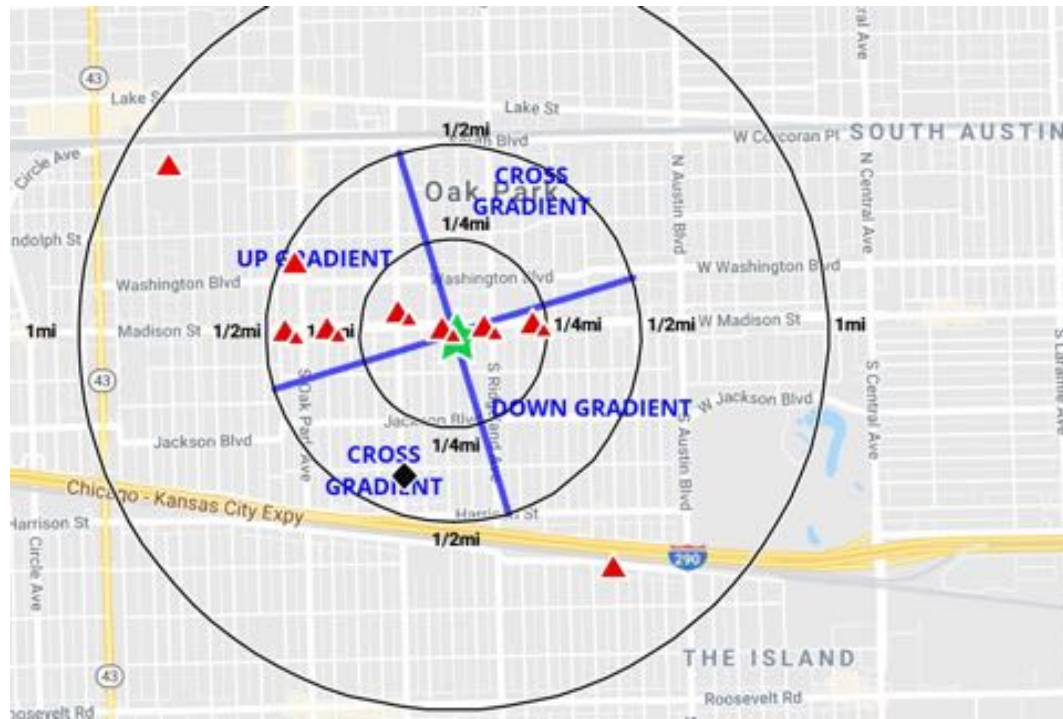 43
Lake S
Lake St
1/2mi
W Corcoran Pl
SOUTH AUSTIN
Circle Ave
Oak Park
CROSS
GRADIENT
N Austin Blvd
N Central Ave
1/4mi
ndolph St
UP GRADIENT
Washington Blvd
Washington Blvd
W Washington Blvd
1mi
Madison St
1/2mi
1/4mi
1/2mi
W Madison St
1mi
S Oak Park Ave
S Ridgeland Ave
S Central Ave
43
DOWN GRADIENT
W Jackson Blvd
Jackson Blvd
Jackson Blvd
1/4mi
S Austin Blvd
CROSS
GRADIENT
Chicago - Kansas City Expy
Harrison St
Harrison St
1/2mi
290
Circle Ave
THE ISLAND
43
Roosevelt Rd
oosevelt Rd